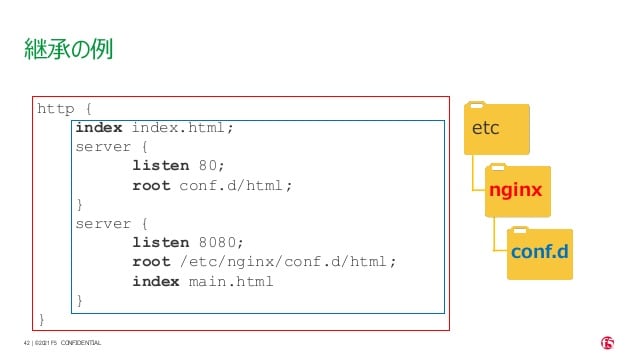 継承の例
http {
index index.html;
server {
listen 80;
root conf.d/html;
}
server {
listen 8080;
root /etc/nginx/conf.d/html;
index main.html
}
}
etc
nginx
conf.d
42 | ©2021 F5 CONFIDENTIAL
f5